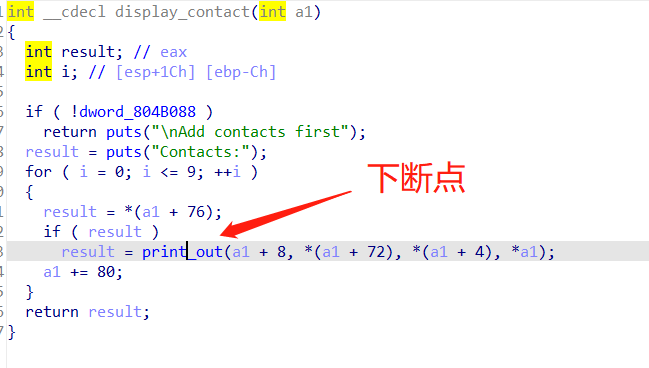 int __cdecl display_contact(int a1)
{
int result; // eax
int i; // [esp+1Ch] [ebp-Ch]
if ( !dword_804B088 )
return puts("\nAdd contacts first");
result = puts("Contacts:");
for ( i = 0; i <= 9; ++i )
{
result = *(a1 + 76);
if ( result )
result = print_out(a1 + 8, *(a1 + 72), *(a1 + 4), *a1);
a1 += 80;
}
return result;
}
下断点